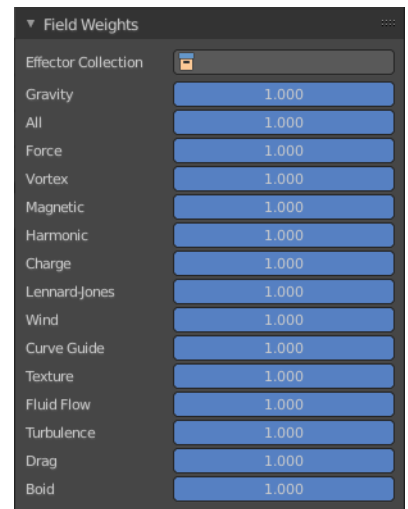 Field Weights
Effector Collection
Gravity 1.000
All 1.000
Force 1.000
Vortex 1.000
Magnetic 1.000
Harmonic 1.000
Charge 1.000
Lennard-Jones 1.000
Wind 1.000
Curve Guide 1.000
Texture 1.000
Fluid Flow 1.000
Turbulence 1.000
Drag 1.000
Boid 1.000